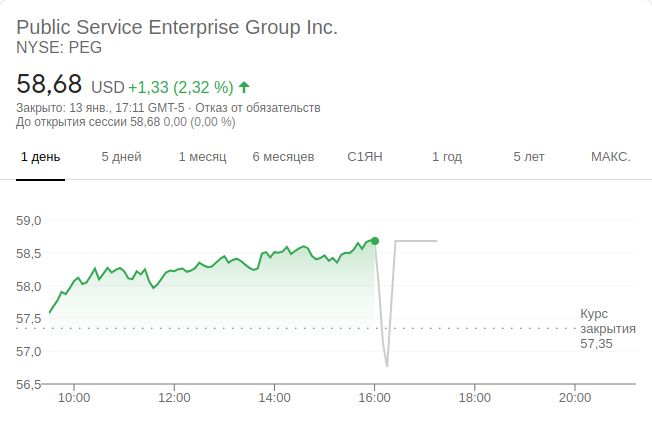 Public Service Enterprise Group Inc.
NYSE: PEG
58,68 USD +1,33 (2,32 %)
Закрыто: 13 янв., 17:11 GMT-5 · Отказ от обязательств
До открытия сессии 58,68 0,00 (0,00 %)
1 день 5 дней 1 месяц 6 месяцев С1ЯН 1 год 5 лет МАКС.
59,0
58,5
58,0
57,5
57,0
56,5
Курс
закрытия
57,35
10:00 12:00 14:00 16:00 18:00 20:00